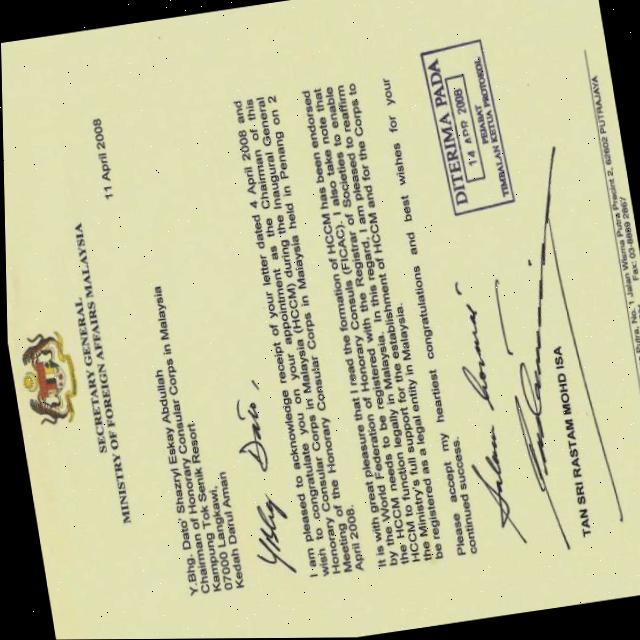 SECRETARY GENERAL
MINISTRY OF FOREIGN AFFAIRS MALAYSIA
11 April 2008
Y.Bhg. Dato' Shazryl Eskay Abdullah
Chairman of Honorary Consular Corps in Malaysia
Kampung Tok Senik Resort
07000 Langkawi,
Kedah Darul Aman
YBhg Dato',
I am pleased to acknowledge receipt of your letter dated 4 April 2008 and
wish to congratulate you on your appointment as the Chairman of this
Honorary Consular Corps in Malaysia (HCCM) during the Inaugural General
Meeting of the Honorary Consular Corps in Malaysia held in Penang on 2
April 2008.
It is with great pleasure that I read the formation of HCCM has been endorsed
by the World Federation of Honorary Consuls (FICAC). I also take note that
the HCCM needs to be registered with the Registrar of Societies to enable
HCCM to function legally in Malaysia. In this regard, I am pleased to reaffirm
the Ministry's full support for the establishment of HCCM and for the Corps to
be registered as a legal entity in Malaysia.
Please accept my heartiest congratulations and best wishes for your
continued success.
Salam hormat
DITERIMA PADA
14 APR 2008
PEJABAT
TIMBALAN KETUA PROTOKOL
TAN SRI RASTAM MOHD ISA
Putra, No. 1, Jalan Wisma Putra Precint 2, 62602 PUTRAJAYA
Fax: 03-8889 2867